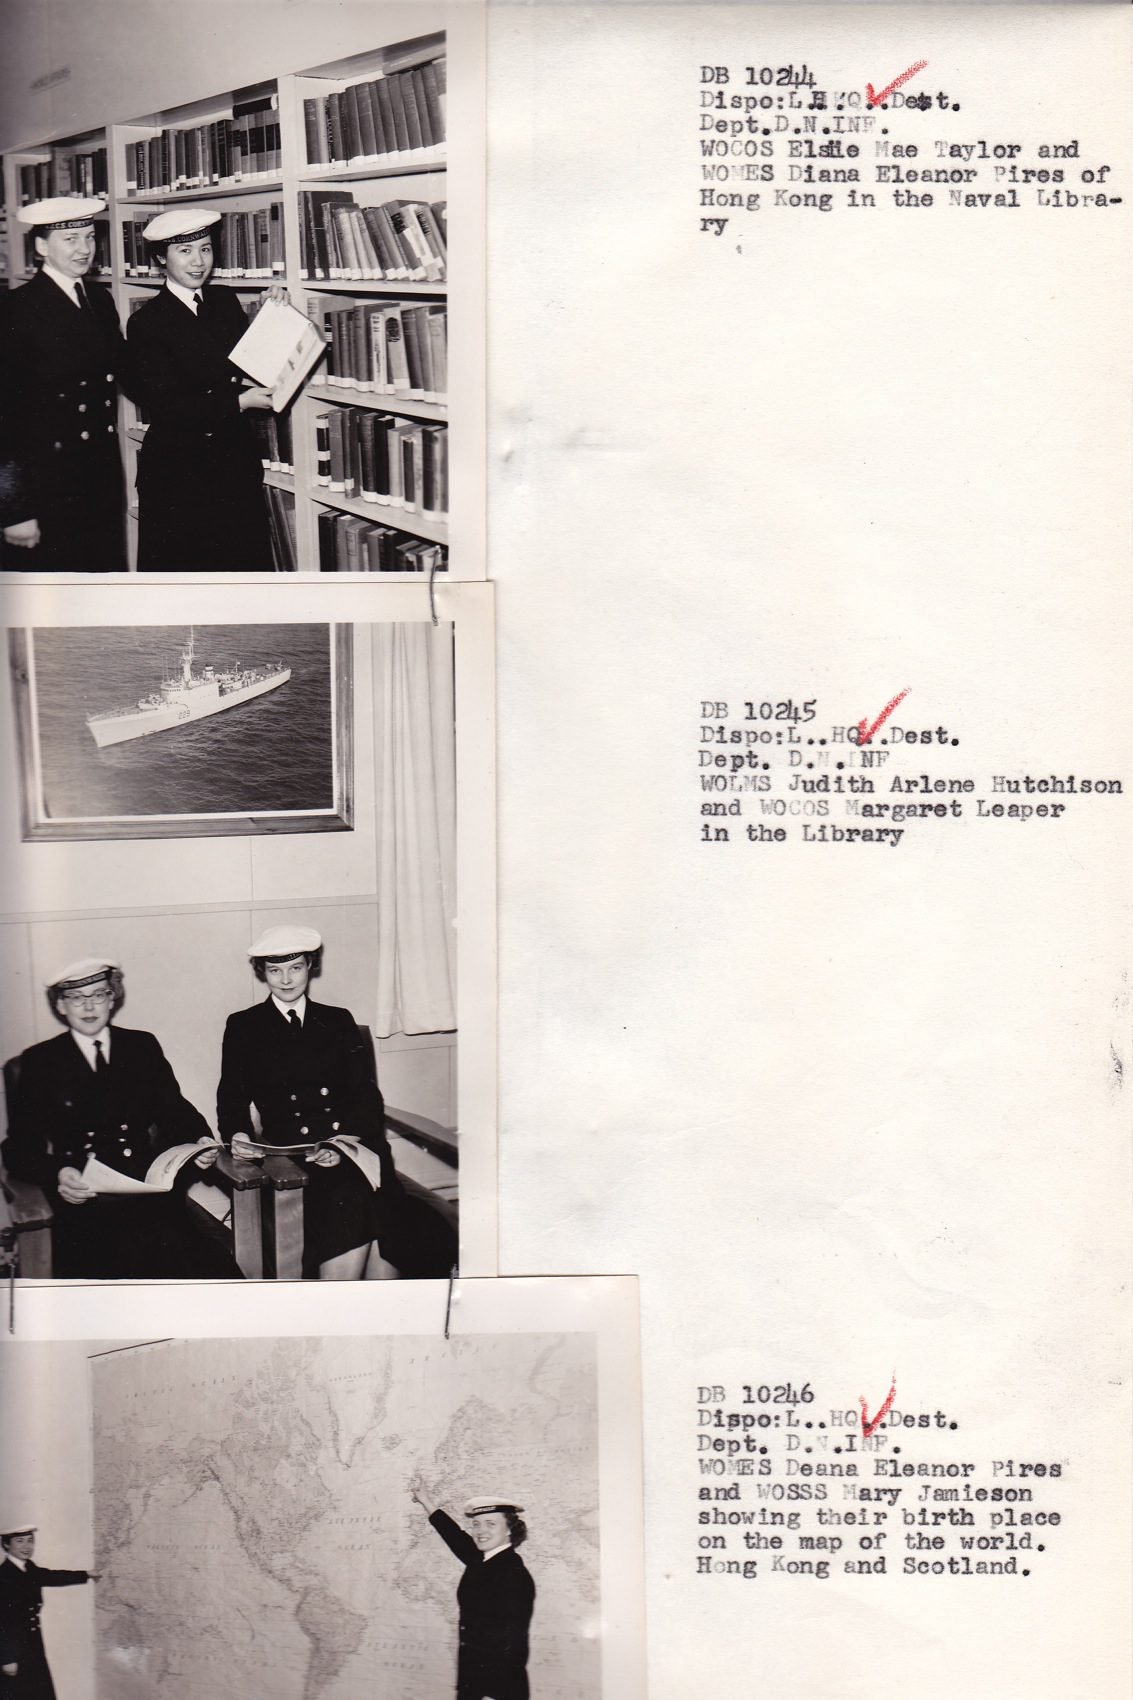 H.M.C.S. CORNWALLIS
DB 10244
Dispo:L.H.HQ..Dest.
Dept.D.N.INF.
WOCOS Elsie Mae Taylor and
WOMES Diana Eleanor Pires of
Hong Kong in the Naval Libra-
ry
229
DB 10245
Dispo:L..HQ..Dest.
Dept. D.N.INF
WOLMS Judith Arlene Hutchison
and WOCOS Margaret Leaper
in the Library
DB 10246
Dispo:L..HQ..Dest.
Dept. D.N.INF.
WOMES Deana Eleanor Pires
and WOSSS Mary Jamieson
showing their birth place
on the map of the world.
Hong Kong and Scotland.